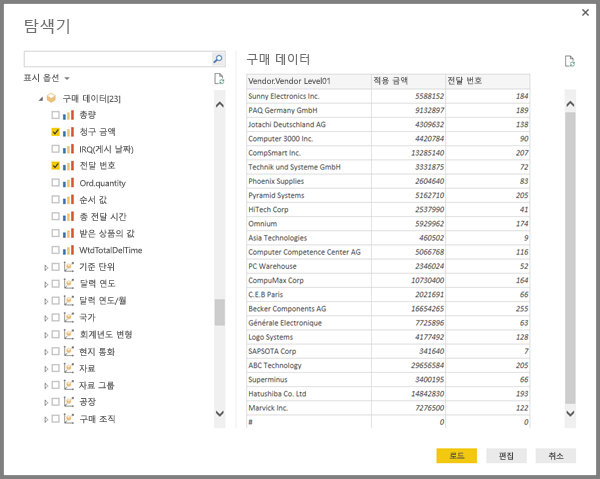 탐색기
표시 옵션
구매 데이터[23]
총량
청구 금액
IRQ(게시 날짜)
전달 번호
Ord.quantity
순서 값
총 전달 시간
받은 상품의 값
WtdTotalDelTime
기준 단위
달력 연도
달력 연도/월
국가
회계년도 변형
현지 통화
자료
자료 그룹
공장
구매 조직
구매 데이터
Vendor.Vendor Level01 적응 금액 전달 번호
Sunny Electronics Inc. 5588152 184
PAQ Germany GmbH 9132897 189
Jotachi Deutschland AG 4309632 138
Computer 3000 Inc. 4420784 90
CompSmart Inc. 13285140 207
Technik und Systeme GmbH 3331875 72
Phoenix Supplies 2604640 83
Pyramid Systems 5162710 205
HiTech Corp 2537990 41
Omnium 5929962 174
Asia Technologies 460502 9
Computer Competence Center AG 5066768 116
PC Warehouse 2346024 52
CompuMax Corp 10730400 164
C.E.B Paris 2021691 66
Becker Components AG 16654265 255
Générale Electronique 7725896 63
Logo Systems 4177492 128
SAPSOTA Corp 341640 7
ABC Technology 29656584 205
Superminus 3400195 66
Hatushiba Co. Ltd 14842830 193
Marvick Inc. 7276500 122
# 0 0
로드 편집 취소